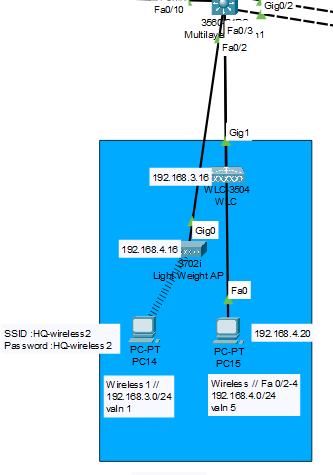 Fa0/10
Gig0/2
Fa0/3
Fa0/2
Gig1
192.168.3.16
WLC-3504
WLC
Gig0
192.168.4.16
3702i
Light Weight AP
Fa0
SSID :HQ-wireless2
Password :HQ-wireless2
PC-PT
PC14
PC-PT
PC15
192.168.4.20
Wireless 1 //
192.168.3.0/24
valn 1
Wireless // Fa 0/2-4
192.168.4.0/24
valn 5